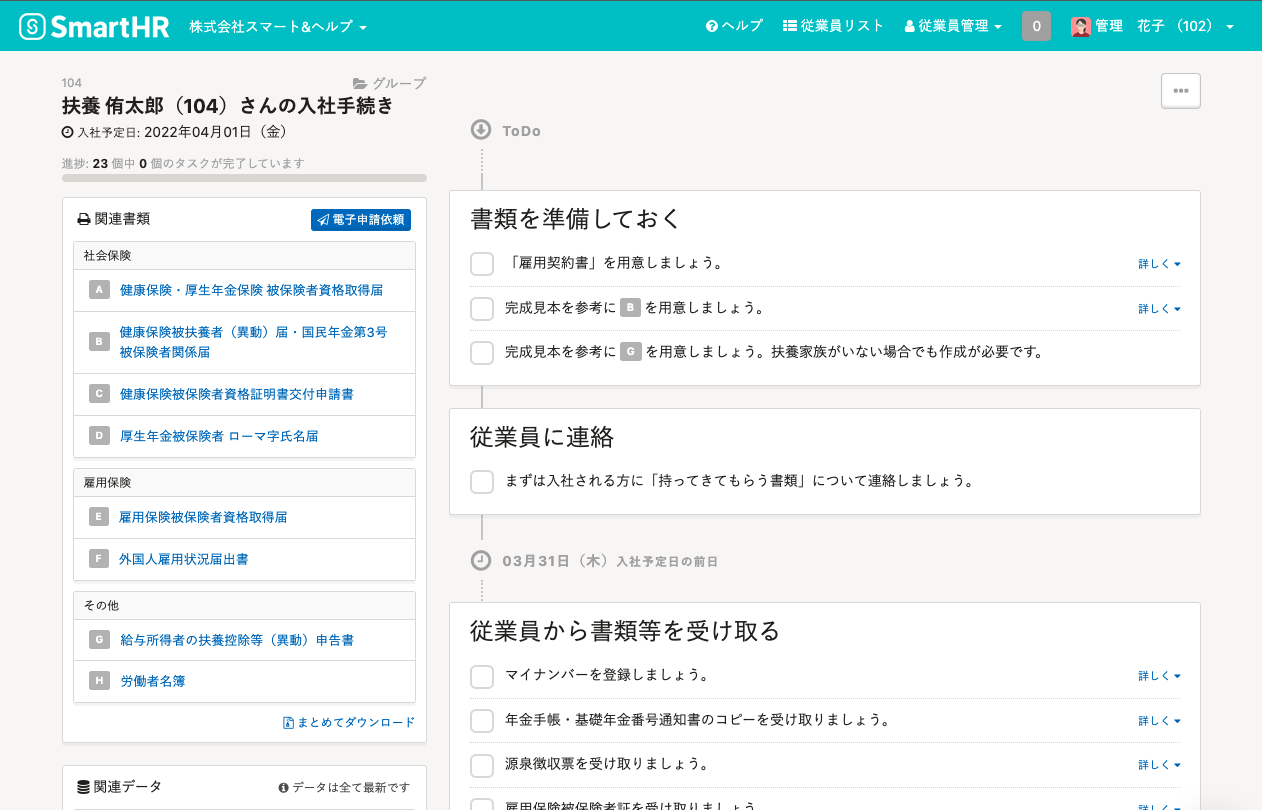 SmartHR 株式会社スマート&ヘルプ ヘルプ 従業員リスト 従業員管理 0 管理 花子 （102）
104 グループ
扶養 侑太郎（104）さんの入社手続き
入社予定日: 2022年04月01日（金）
進捗: 23 個中 0 個のタスクが完了しています
関連書類 電子申請依頼
社会保険
A 健康保険・厚生年金保険 被保険者資格取得届
B 健康保険被扶養者（異動）届・国民年金第3号
被保険者関係届
C 健康保険被保険者資格証明書交付申請書
D 厚生年金被保険者 ローマ字氏名届
雇用保険
E 雇用保険被保険者資格取得届
F 外国人雇用状況届出書
その他
G 給与所得者の扶養控除等（異動）申告書
H 労働者名簿
まとめてダウンロード
関連データ データは全て最新です
ToDo
書類を準備しておく
「雇用契約書」を用意しましょう。 詳しく
完成見本を参考に B を用意しましょう。 詳しく
完成見本を参考に G を用意しましょう。扶養家族がいない場合でも作成が必要です。
従業員に連絡
まずは入社される方に「持ってきてもらう書類」について連絡しましょう。
03月31日（木）入社予定日の前日
従業員から書類等を受け取る
マイナンバーを登録しましょう。 詳しく
年金手帳・基礎年金番号通知書のコピーを受け取りましょう。 詳しく
源泉徴収票を受け取りましょう。 詳しく
雇用保険被保険者証を受け取りましょう。 詳しく